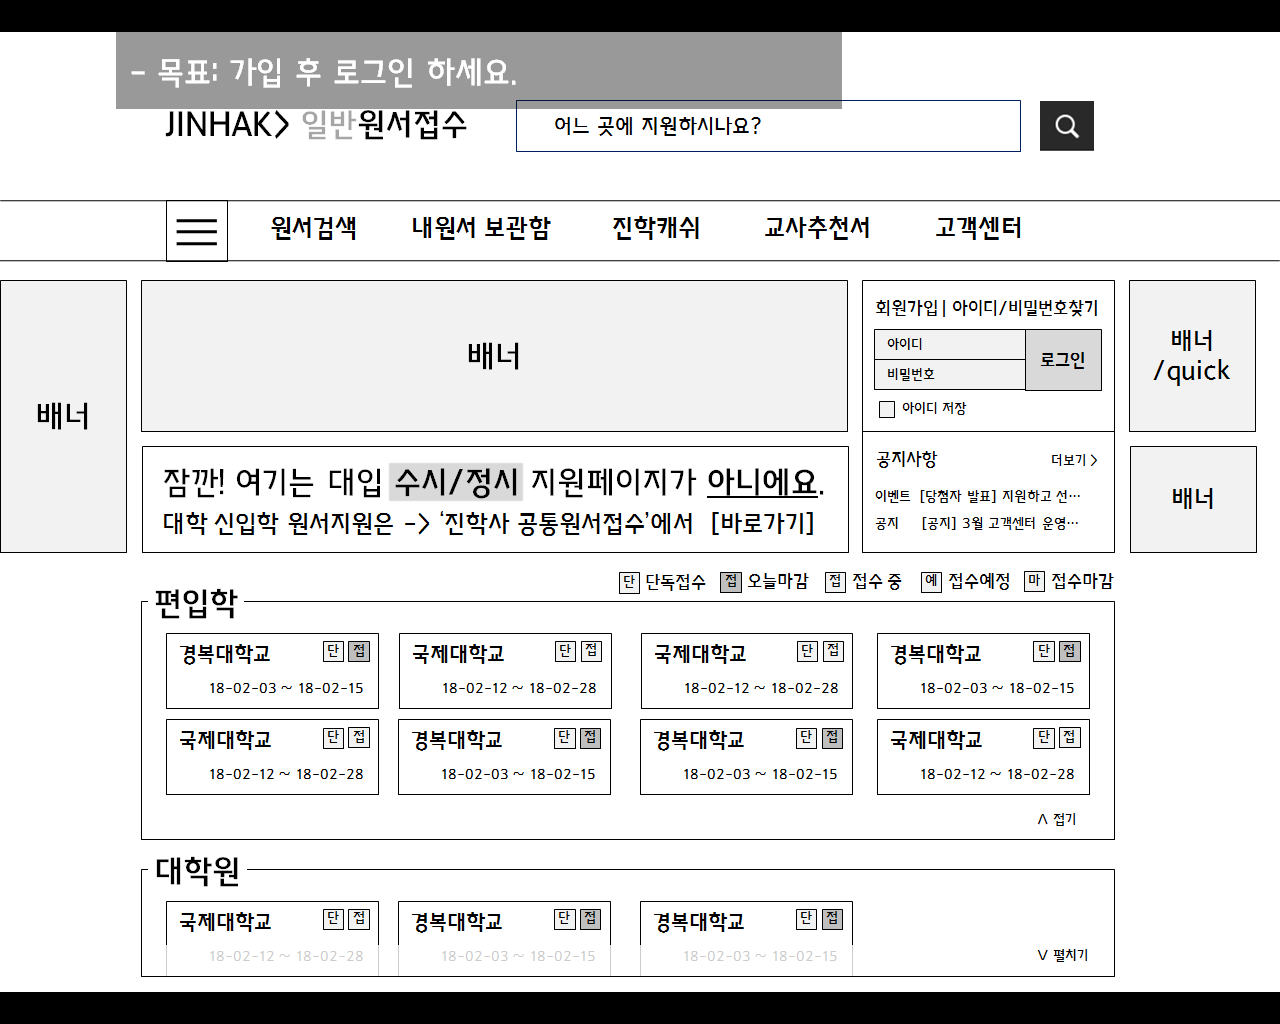 - 목표: 가입 후 로그인 하세요.
JINHAK> 일반원서접수
어느 곳에 지원하시나요?
원서검색 내원서 보관함 진학캐쉬 교사추천서 고객센터
배너
배너
회원가입 | 아이디/비밀번호찾기
아이디
비밀번호
로그인
아이디 저장
배너
/quick
잠깐! 여기는 대입 수시/정시 지원페이지가 아니에요.
대학 신입학 원서지원은 -> ‘진학사 공통원서접수’에서 [바로가기]
공지사항 더보기 >
이벤트 [당첨자 발표] 지원하고 선…
공지 [공지] 3월 고객센터 운영…
배너
단 단독접수 접 오늘마감 접 접수 중 예 접수예정 마 접수마감
편입학
경복대학교 단 접
18-02-03 ~ 18-02-15
국제대학교 단 접
18-02-12 ~ 18-02-28
국제대학교 단 접
18-02-12 ~ 18-02-28
경복대학교 단 접
18-02-03 ~ 18-02-15
국제대학교 단 접
18-02-12 ~ 18-02-28
경복대학교 단 접
18-02-03 ~ 18-02-15
경복대학교 단 접
18-02-03 ~ 18-02-15
국제대학교 단 접
18-02-12 ~ 18-02-28
Λ 접기
대학원
국제대학교 단 접
18-02-12 ~ 18-02-28
경복대학교 단 접
18-02-03 ~ 18-02-15
경복대학교 단 접
18-02-03 ~ 18-02-15
V 펼치기